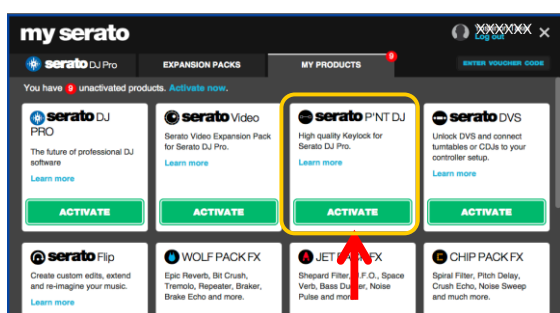 my serato
Log out
serato DJ Pro
EXPANSION PACKS
MY PRODUCTS
9
ENTER VOUCHER CODE
You have 9 unactivated products. Activate now.
serato DJ
PRO
The future of professional DJ
software
Learn more
ACTIVATE
serato Video
Serato Video Expansion Pack
for Serato DJ Pro.
Learn more
ACTIVATE
serato P'NT DJ
High quality Keylock for
Serato DJ Pro.
Learn more
ACTIVATE
serato DVS
Unlock DVS and connect
turntables or CDJs to your
controller setup.
Learn more
ACTIVATE
serato Flip
Create custom edits, extend
and re-imagine your music.
Learn more
WOLF PACK FX
Epic Reverb, Bit Crush,
Tremolo, Repeater, Braker,
Brake Echo and more.
JET FX
Shepard Filter, Space
Verb, Bass Noise
Pulse and more.
CHIP PACK FX
Spiral Filter, Pitch Delay,
Crush Echo, Noise Sweep
and much more.